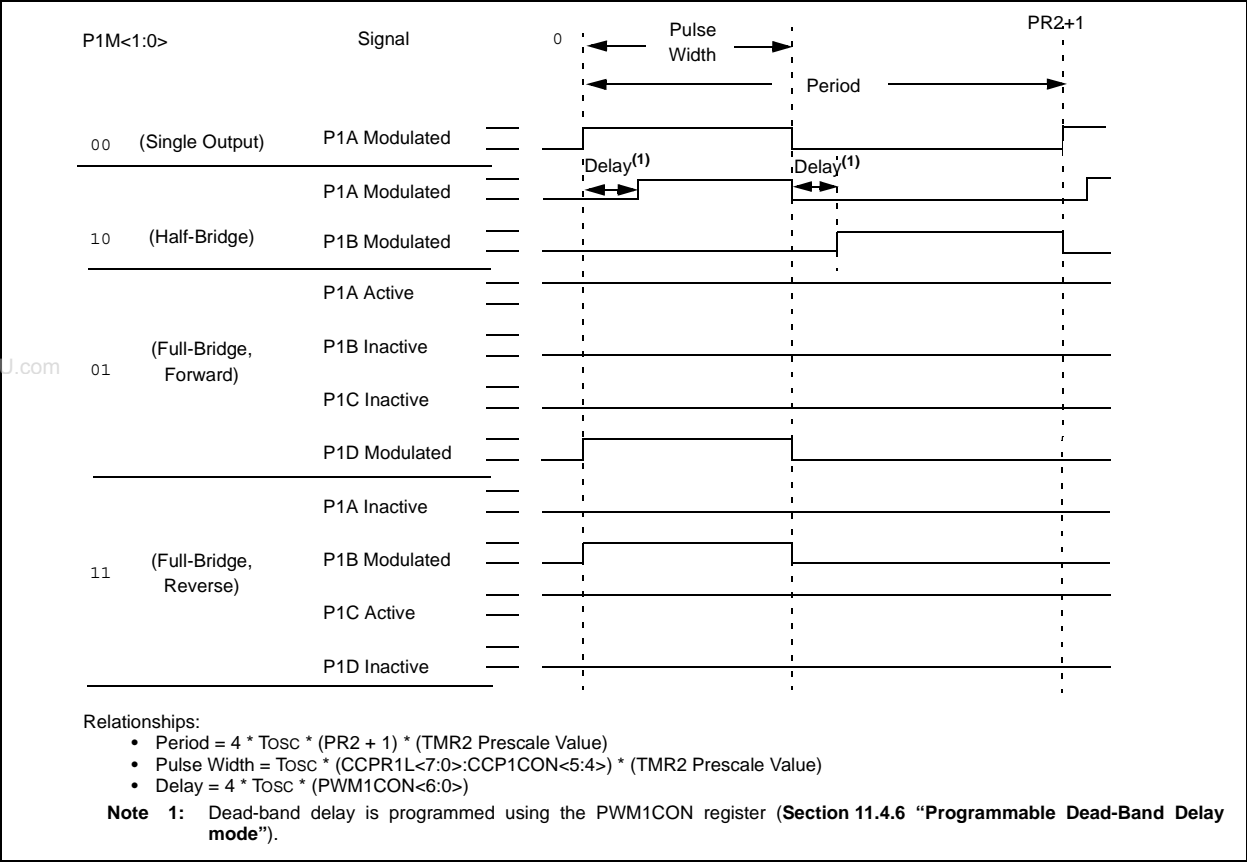 P1M<1:0> Signal 0 Pulse Width PR2+1
Period
00 (Single Output) P1A Modulated
Delay(1) Delay(1)
P1A Modulated
10 (Half-Bridge) P1B Modulated
P1A Active
(Full-Bridge, P1B Inactive
U.com 01 Forward)
P1C Inactive
P1D Modulated
P1A Inactive
(Full-Bridge, P1B Modulated
11 Reverse)
P1C Active
P1D Inactive
Relationships:
• Period = 4 * TOSC * (PR2 + 1) * (TMR2 Prescale Value)
• Pulse Width = TOSC * (CCPR1L<7:0>:CCP1CON<5:4>) * (TMR2 Prescale Value)
• Delay = 4 * TOSC * (PWM1CON<6:0>)
Note 1: Dead-band delay is programmed using the PWM1CON register (Section 11.4.6 “Programmable Dead-Band Delay
mode”).